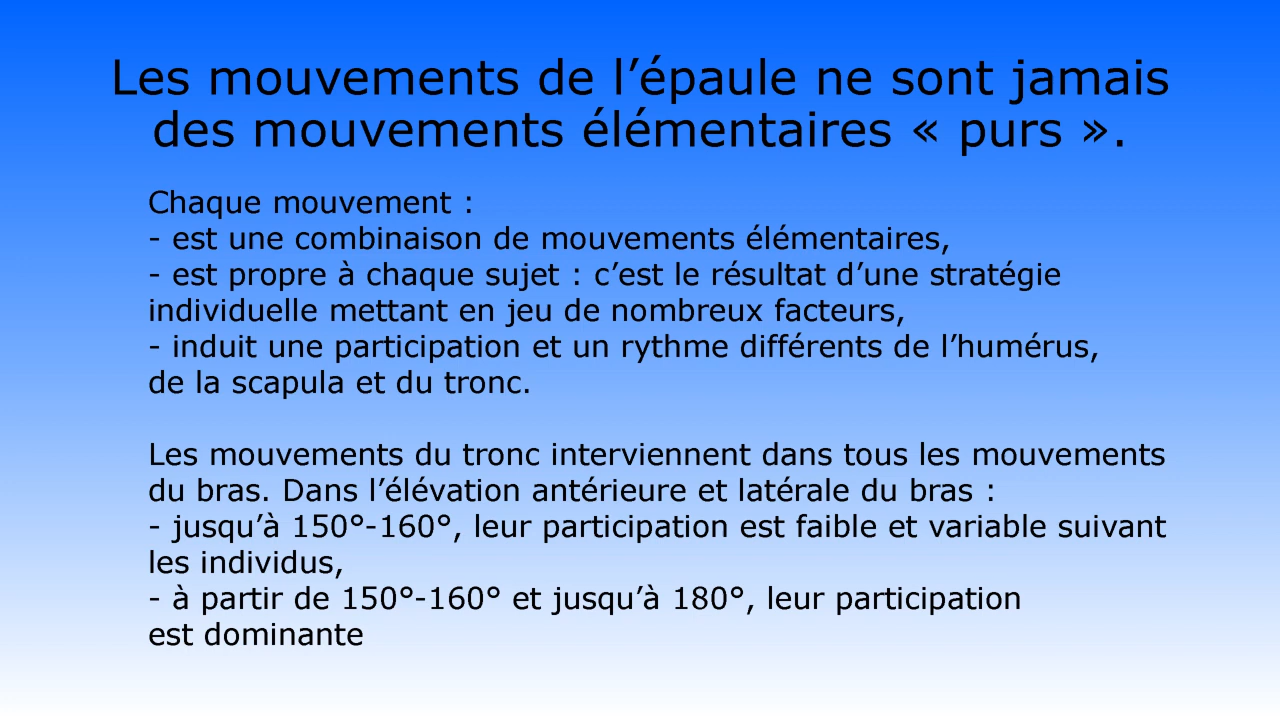 Les mouvements de l’épaule ne sont jamais
des mouvements élémentaires « purs ».
Chaque mouvement :
- est une combinaison de mouvements élémentaires,
- est propre à chaque sujet : c’est le résultat d’une stratégie
individuelle mettant en jeu de nombreux facteurs,
- induit une participation et un rythme différents de l’humérus,
de la scapula et du tronc.
Les mouvements du tronc interviennent dans tous les mouvements
du bras. Dans l’élévation antérieure et latérale du bras :
- jusqu’à 150°-160°, leur participation est faible et variable suivant
les individus,
- à partir de 150°-160° et jusqu’à 180°, leur participation
est dominante